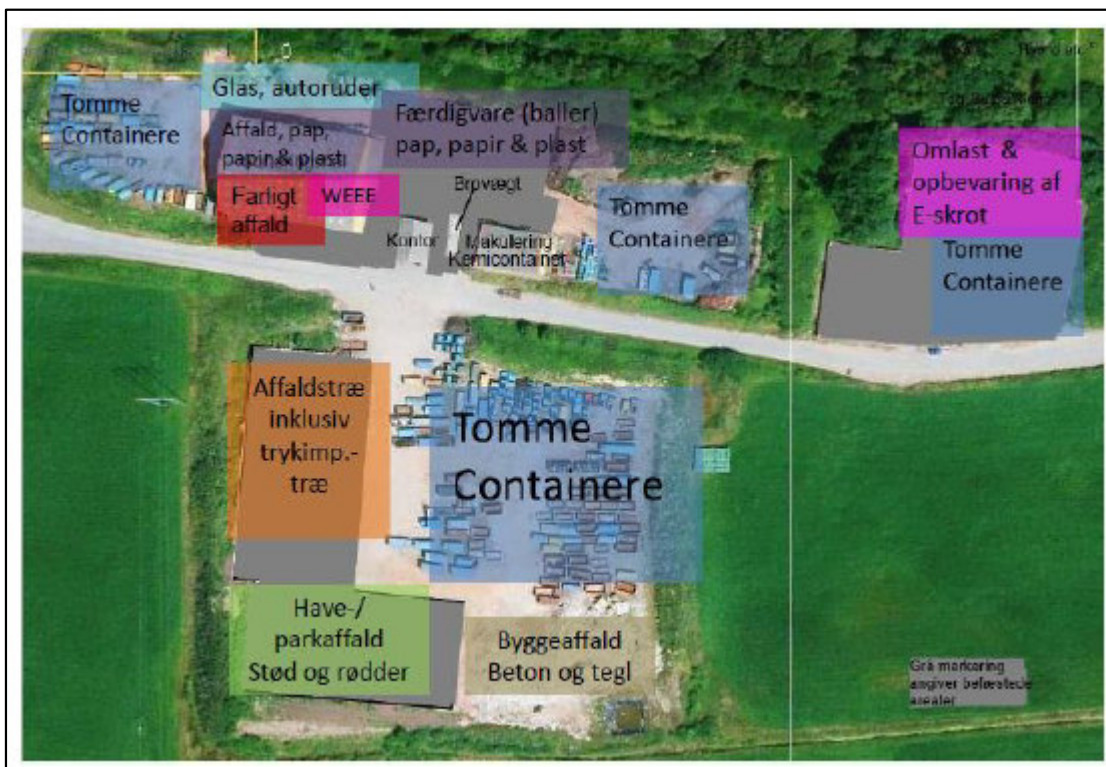 Tomme
Containere
Glas, autoruder
Affald, pap,
papir & plast
Færdigvare (baller)
pap, papir & plast
Farligt
affald
WEEE
Brovægt
Kontor
Makulering
Kemicontainer
Tomme
Containere
Omlast &
opbevaring af
E-skrot
Tomme
Containere
Affaldstræ
inklusiv
trykimp.-
træ
Tomme
Containere
Have-/
parkaffald
Stød og rødder
Byggeaffald
Beton og tegl
Grå markering
angiver befæstede
arealer